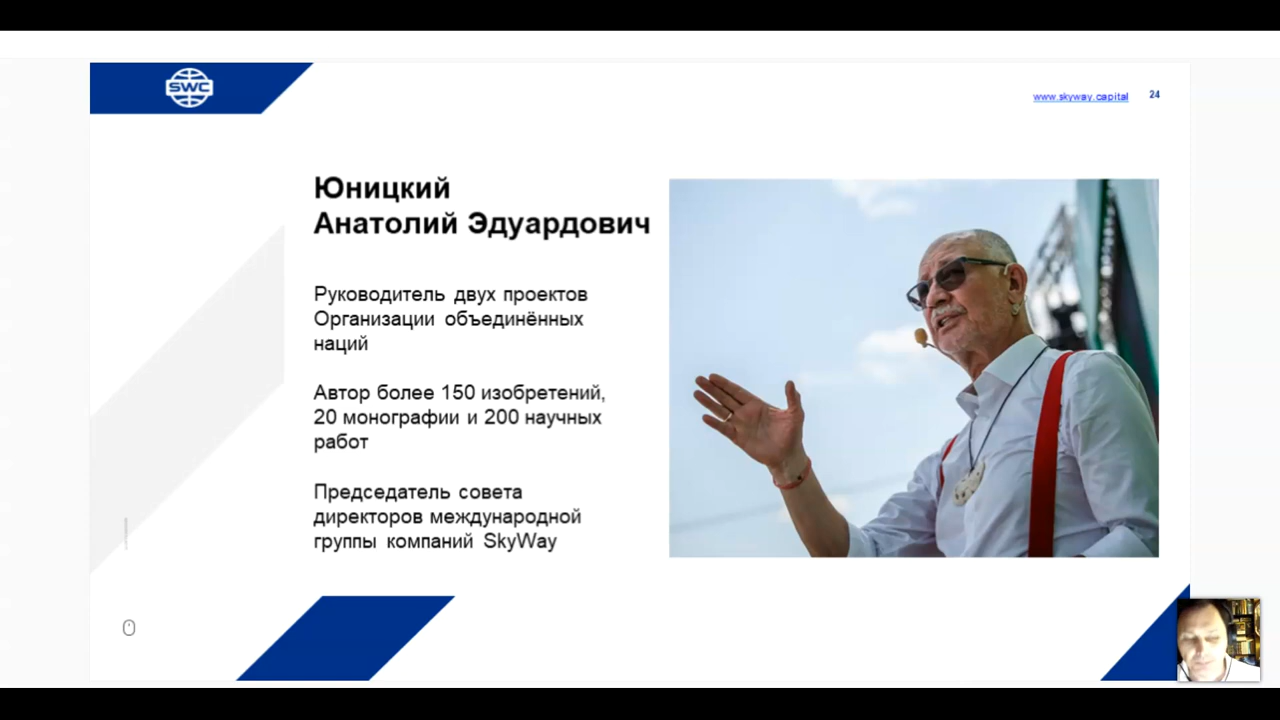 SWC
www.skyway.capital
24
Юницкий
Анатолий Эдуардович
Руководитель двух проектов
Организации объединённых
наций
Автор более 150 изобретений,
20 монографии и 200 научных
работ
Председатель совета
директоров международной
группы компаний SkyWay